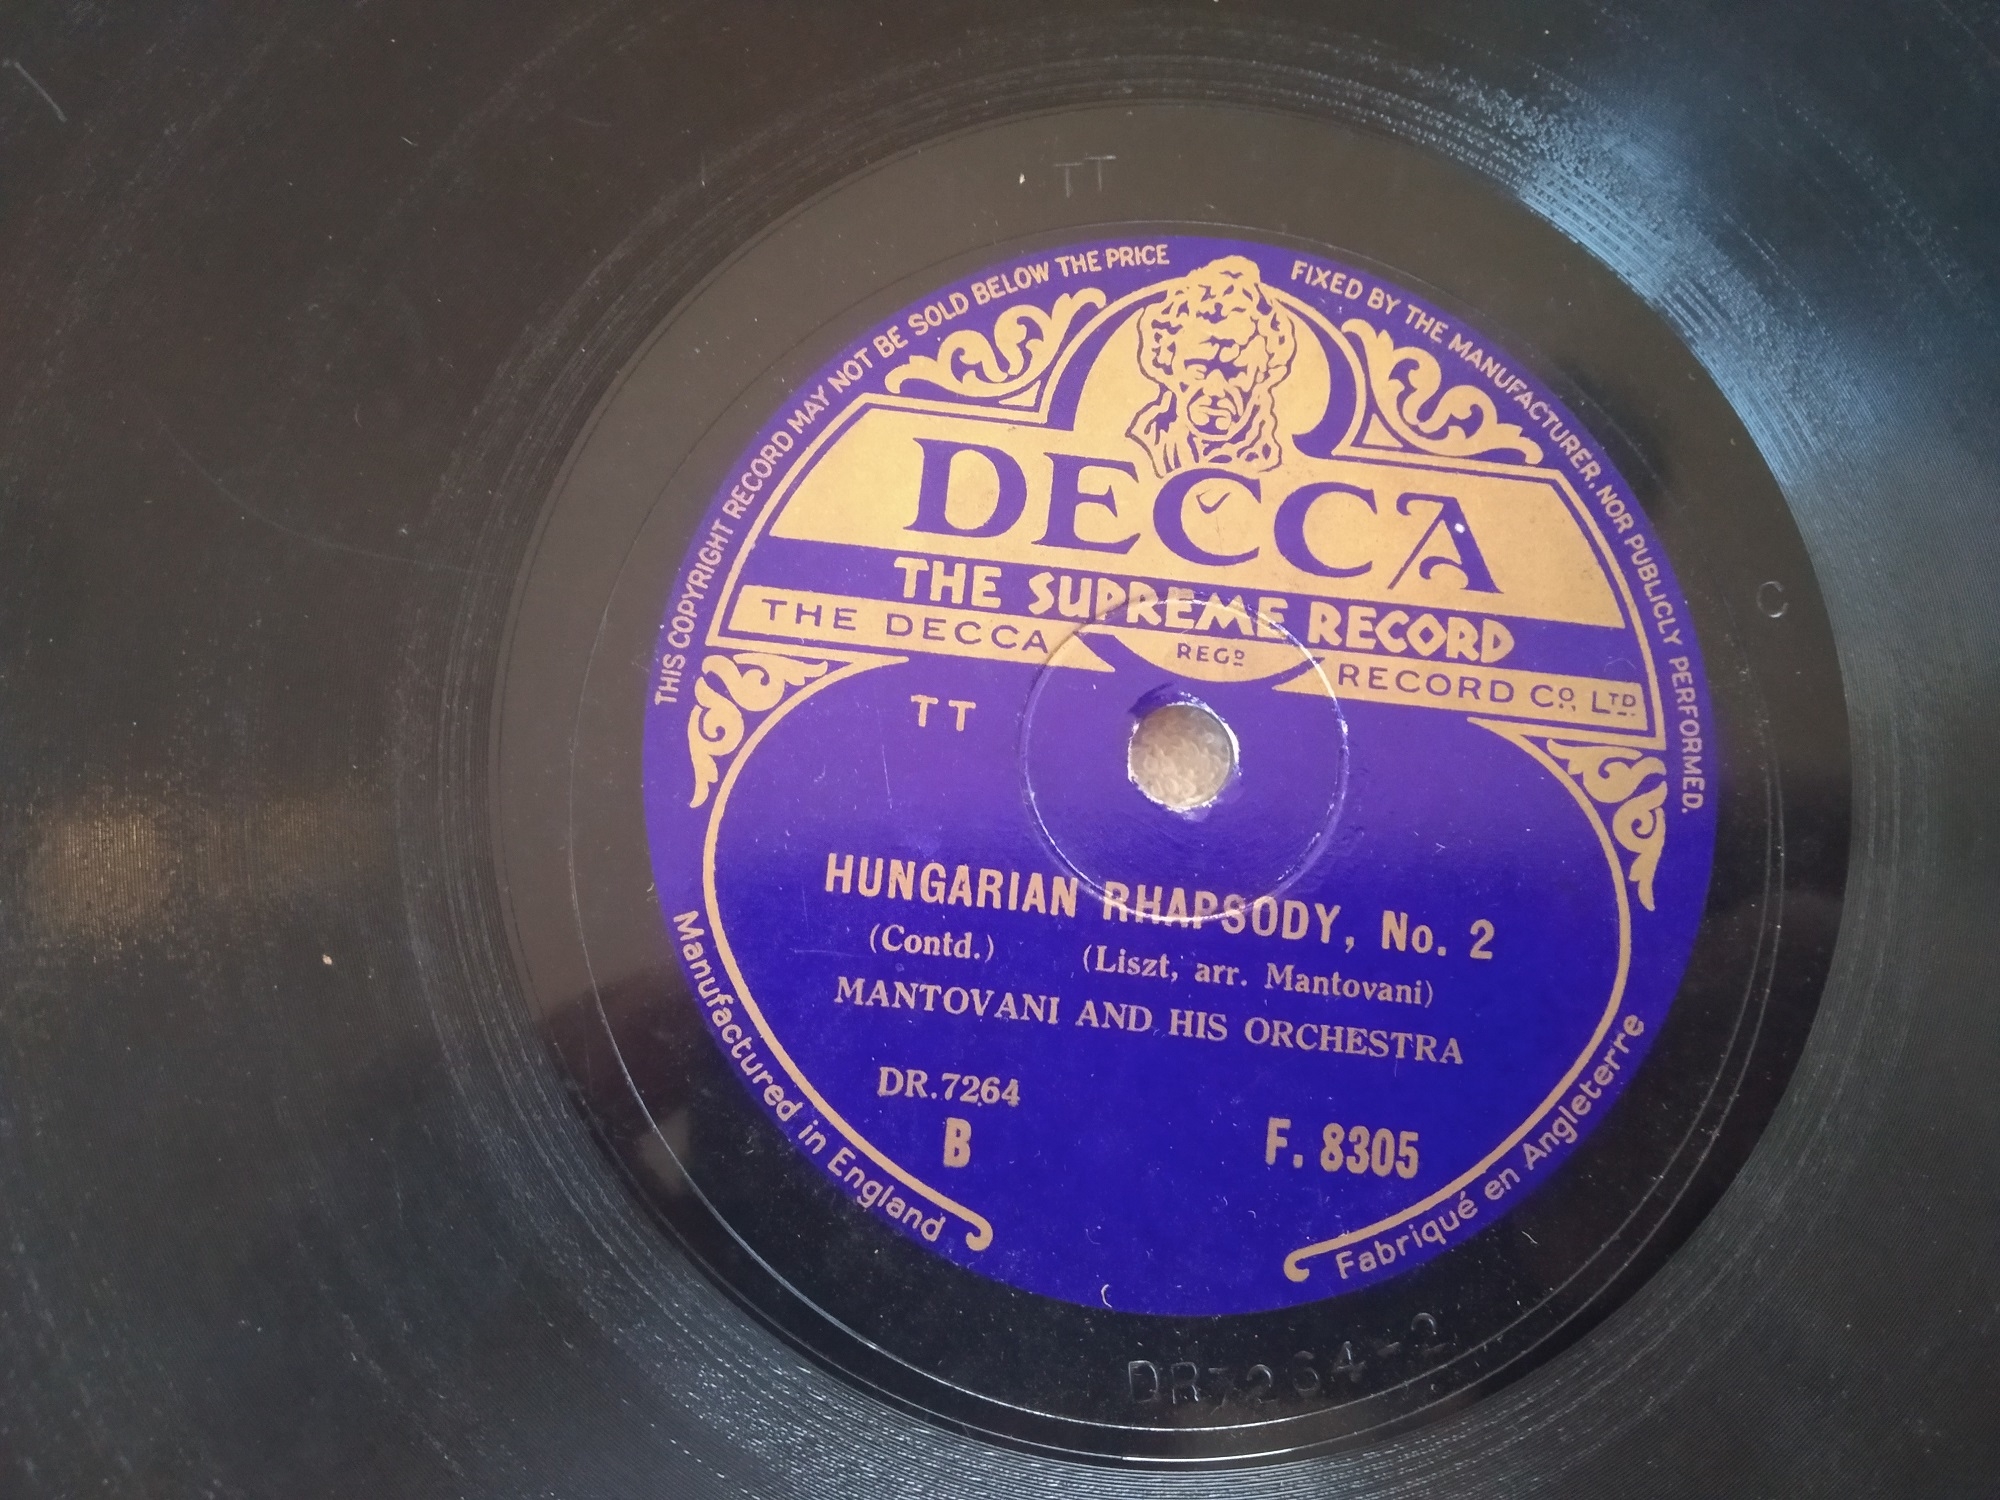 TT
THIS COPYRIGHT RECORD MAY NOT BE SOLD BELOW THE PRICE FIXED BY THE MANUFACTURER, NOR PUBLICLY PERFORMED.
DECCA
THE SUPREME RECORD
THE DECCA REGD RECORD CO. LTD.
TT
HUNGARIAN RHAPSODY, No. 2
(Contd.) (Liszt, arr. Mantovani)
MANTOVANI AND HIS ORCHESTRA
DR.7264
B F. 8305
Manufactured in England
Fabriqué en Angleterre
DR7264-2